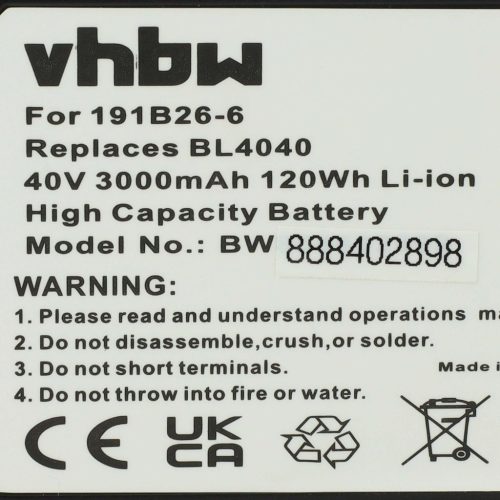 vhbw
For 191B26-6
Replaces BL4040
40V 3000mAh 120Wh Li-ion
High Capacity Battery
Model No.: BW 888402898
WARNING:
1. Please read and understand operations
2. Do not disassemble,crush,or solder.
3. Do not short terminals. Made in
4. Do not throw into fire or water.
CE UK CA